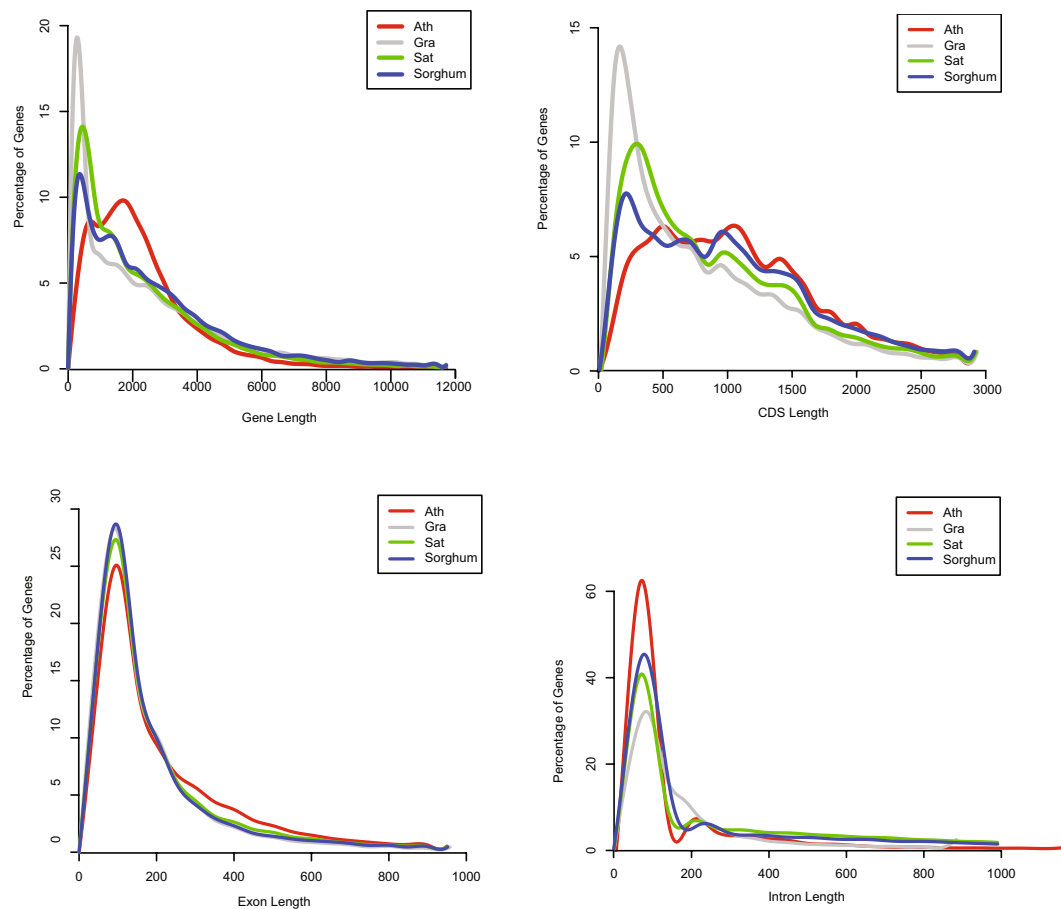 Ath
Gra
Sat
Sorghum
Percentage of Genes
20
15
10
5
0
0 2000 4000 6000 8000 10000 12000
Gene Length
Ath
Gra
Sat
Sorghum
Percentage of Genes
15
10
5
0
0 500 1000 1500 2000 2500 3000
CDS Length
Ath
Gra
Sat
Sorghum
Percentage of Genes
30
25
20
15
10
5
0
0 200 400 600 800 1000
Exon Length
Ath
Gra
Sat
Sorghum
Percentage of Genes
60
40
20
0
0 100 200 400 600 800 1000
Intron Length